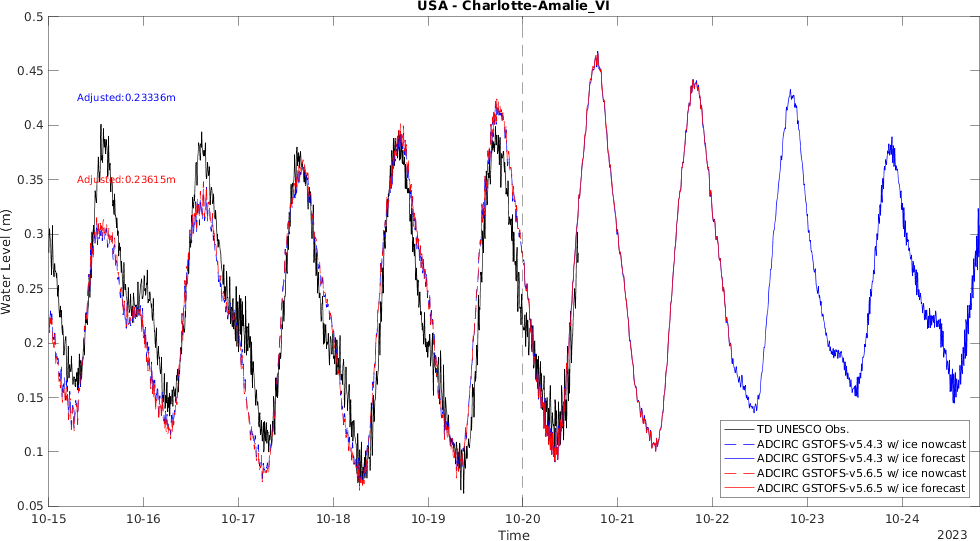 USA - Charlotte-Amalie_VI
0.5
0.45
0.4
0.35
0.3
0.25
0.2
0.15
0.1
0.05
Water Level (m)
Adjusted:0.23336m
Adjusted:0.23615m
TD UNESCO Obs.
ADCIRC GSTOFS-v5.4.3 w/ ice nowcast
ADCIRC GSTOFS-v5.4.3 w/ ice forecast
ADCIRC GSTOFS-v5.6.5 w/ ice nowcast
ADCIRC GSTOFS-v5.6.5 w/ ice forecast
10-15 10-16 10-17 10-18 10-19 10-20 10-21 10-22 10-23 10-24
Time
2023